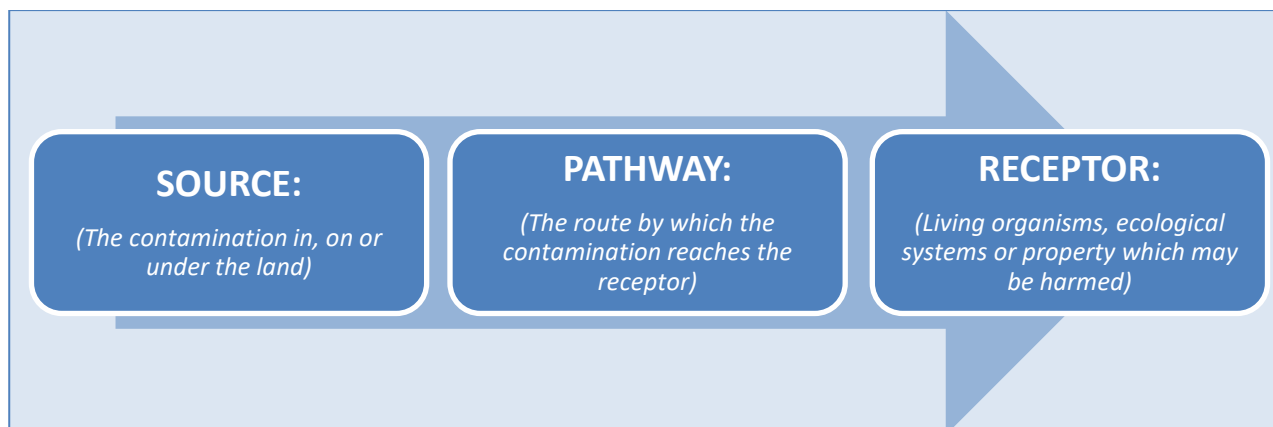 SOURCE:
(The contamination in, on or
under the land)
PATHWAY:
(The route by which the
contamination reaches the
receptor)
RECEPTOR:
(Living organisms, ecological
systems or property which may
be harmed)